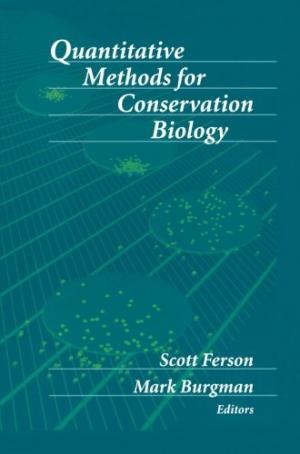 Quantitative
Methods for
Conservation
Biology
Scott Ferson
Mark Burgman
Editors